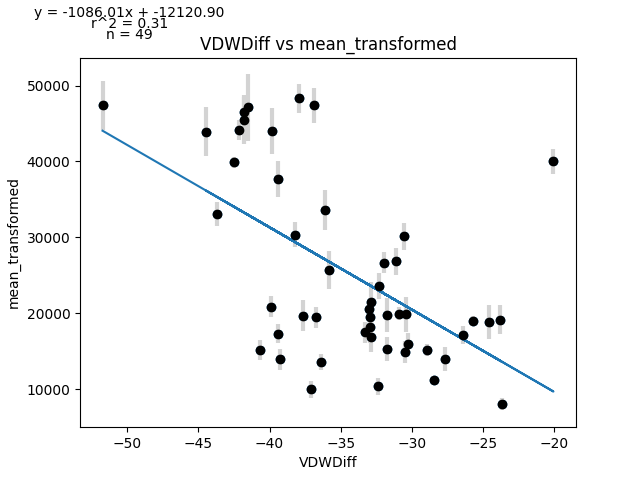 y = -1086.01x + -12120.90
r^2 = 0.31
n = 49
VDWDiff vs mean_transformed
50000
40000
30000
20000
10000
mean_transformed
−50 −45 −40 −35 −30 −25 −20
VDWDiff